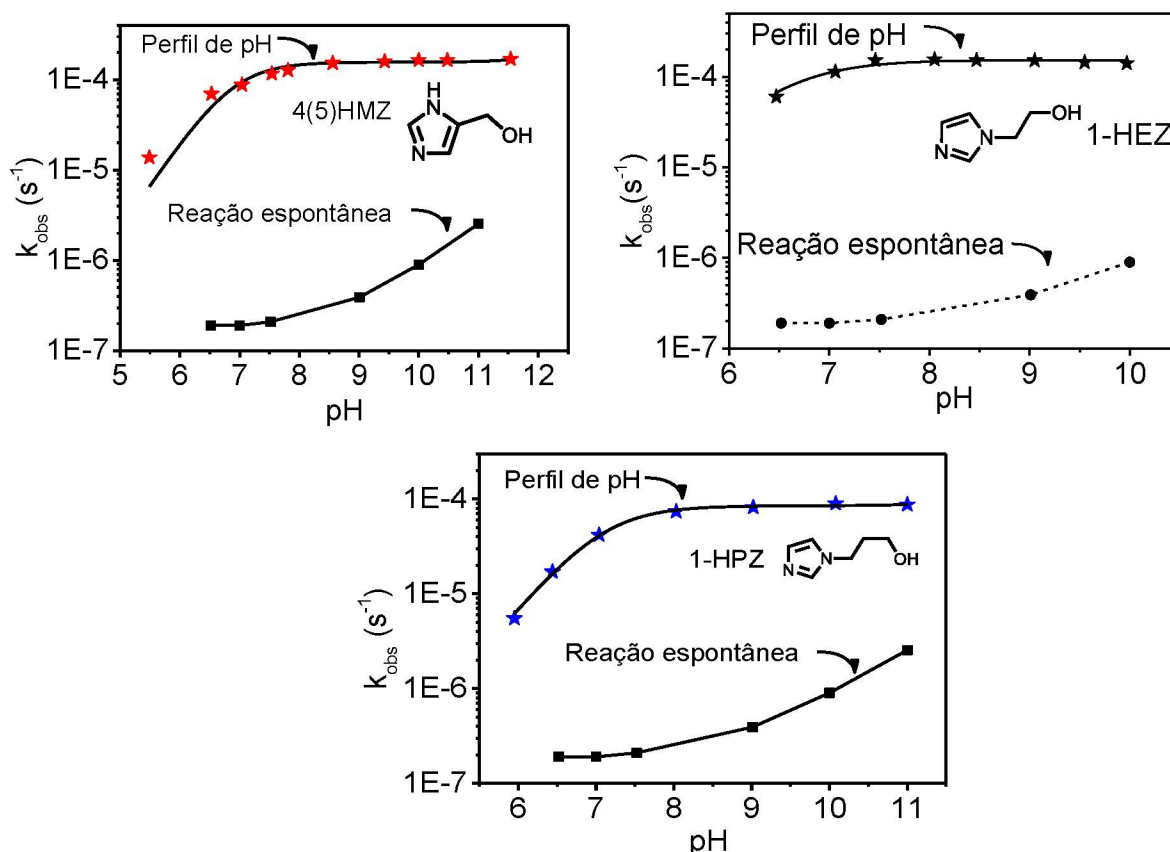 Perfil de pH
1E-4
4(5)HMZ
H
N
OH
N
1E-5
k_obs (s⁻¹)
Reação espontânea
1E-6
1E-7
5 6 7 8 9 10 11 12
pH
Perfil de pH
1E-4
OH
N
N
1-HEZ
1E-5
k_obs(s⁻¹)
Reação espontânea
1E-6
1E-7
6 7 8 9 10
pH
Perfil de pH
1E-4
1-HPZ
N
N
OH
1E-5
k_obs (s⁻¹)
Reação espontânea
1E-6
1E-7
6 7 8 9 10 11
pH